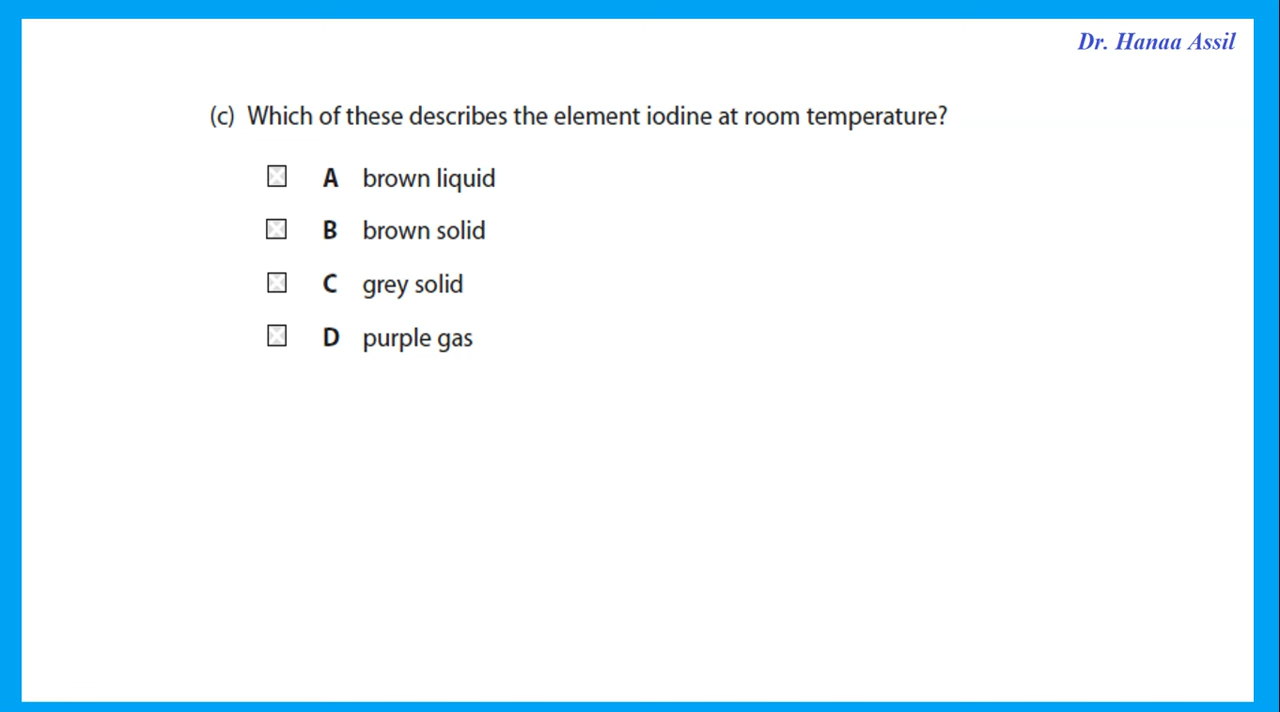 Dr. Hanaa Assil
(c) Which of these describes the element iodine at room temperature?
A brown liquid
B brown solid
C grey solid
D purple gas